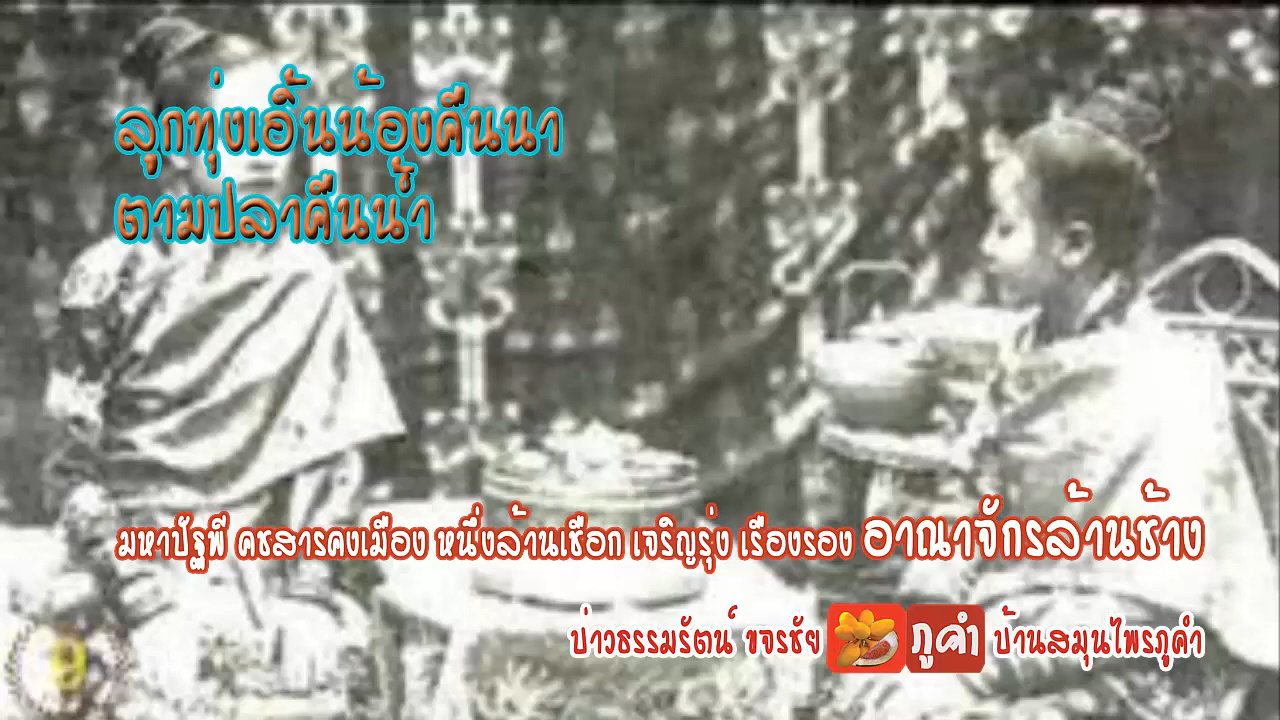 ลูกทุ่งเอิ้นน้องคืนนา
ตามปลาคืนน้ำ
มหาปัฐพี คชสารคงเมือง หนึ่งล้านเชือก เจริญรุ่ง เรืองรอง อาณาจักรล้านช้าง
บ่าวธรรมรัตน์ ขจรชัย ภูคำ บ้านสมุนไพรภูคำ